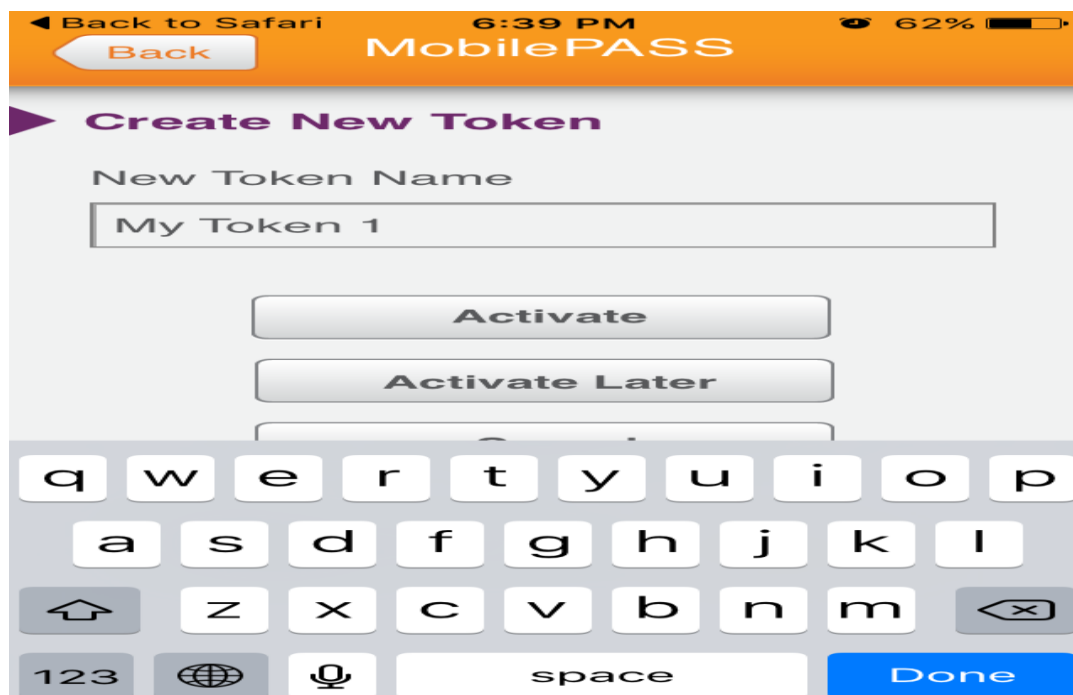 Back to Safari 6:39 PM 62%
Back MobilePASS
Create New Token
New Token Name
My Token 1
Activate
Activate Later
q w e r t y u i o p
a s d f g h j k l
z x c v b n m
123 space Done